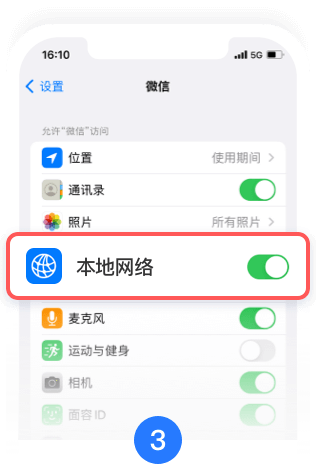 16:10
5G
设置
微信
允许“微信”访问
位置
使用期间
通讯录
照片
所有照片
本地网络
麦克风
运动与健身
相机
面容 ID
3